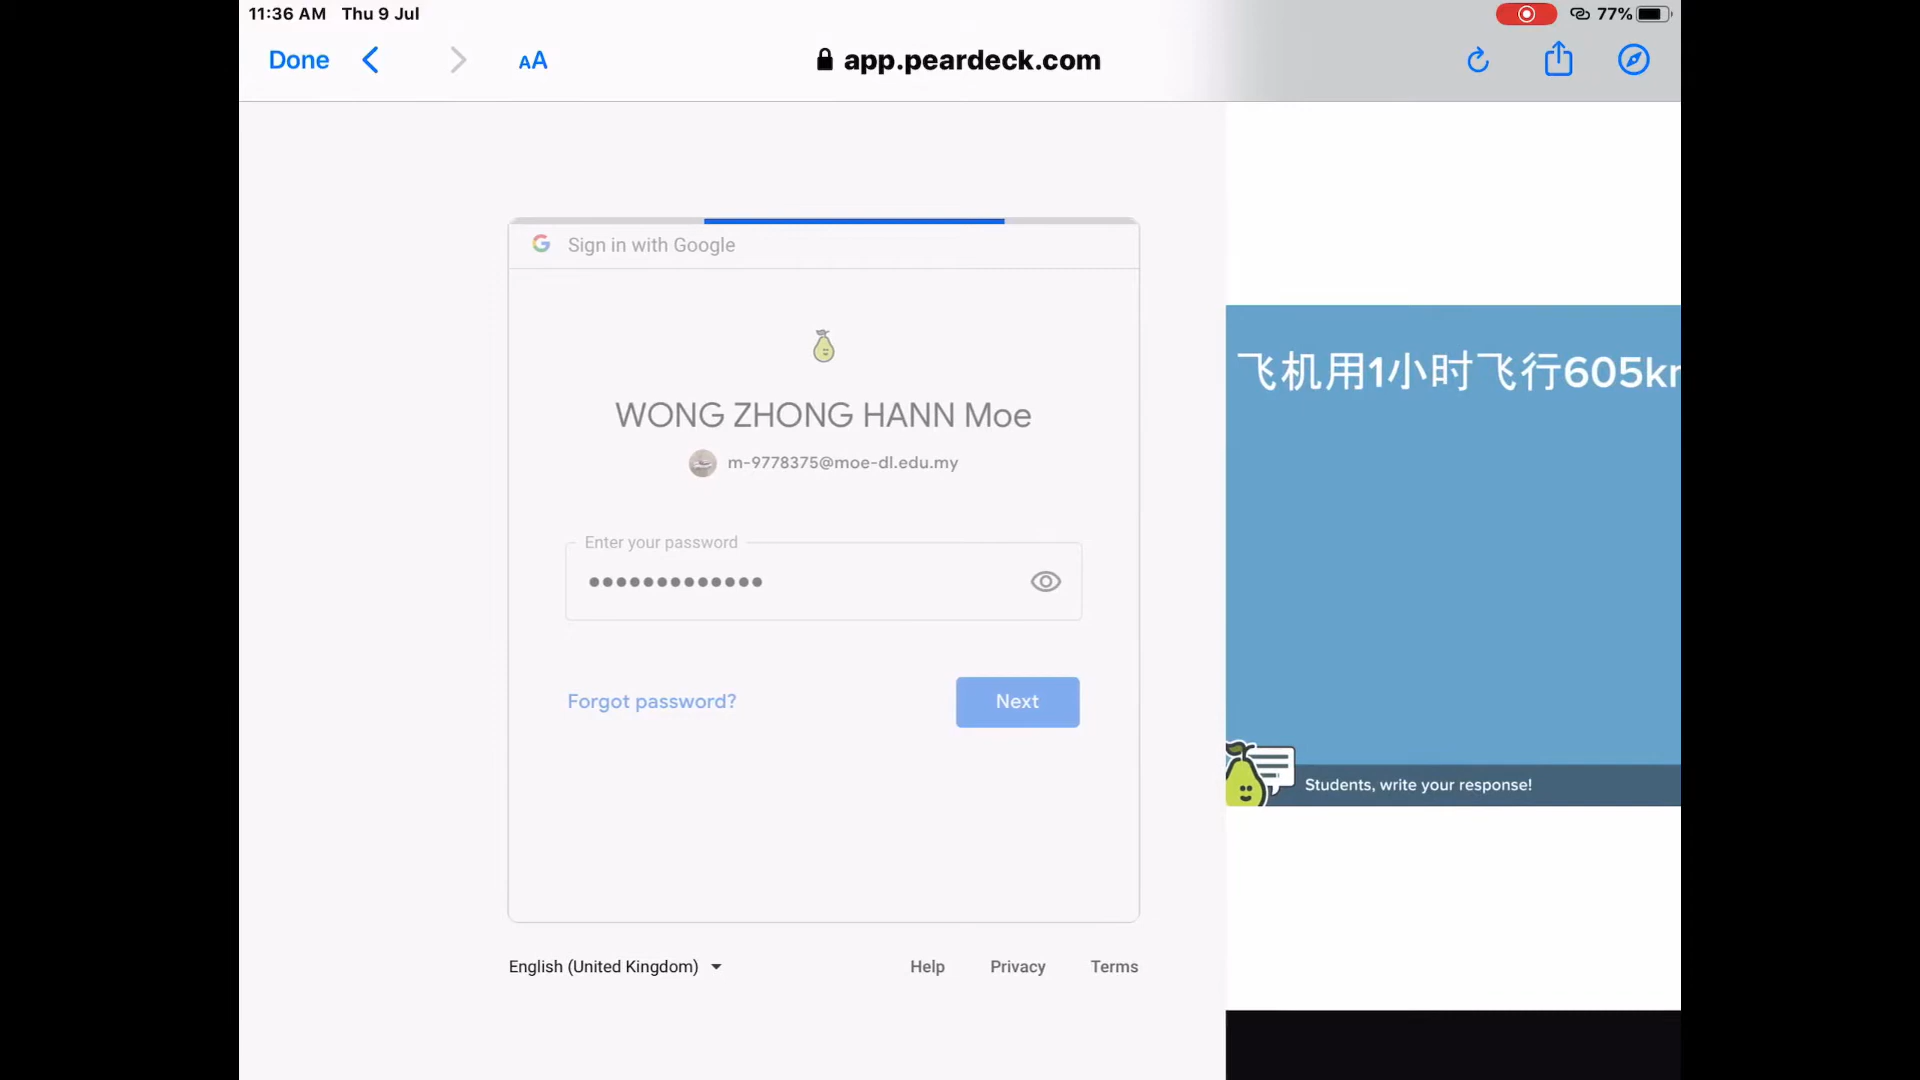 11:36 AM Thu 9 Jul
77%
Done
AA
app.peardeck.com
Sign in with Google
WONG ZHONG HANN Moe
m-9778375@moe-dl.edu.my
Enter your password
Forgot password?
Next
English (United Kingdom)
Help
Privacy
Terms
飞机用1小时飞行605km
Students, write your response!